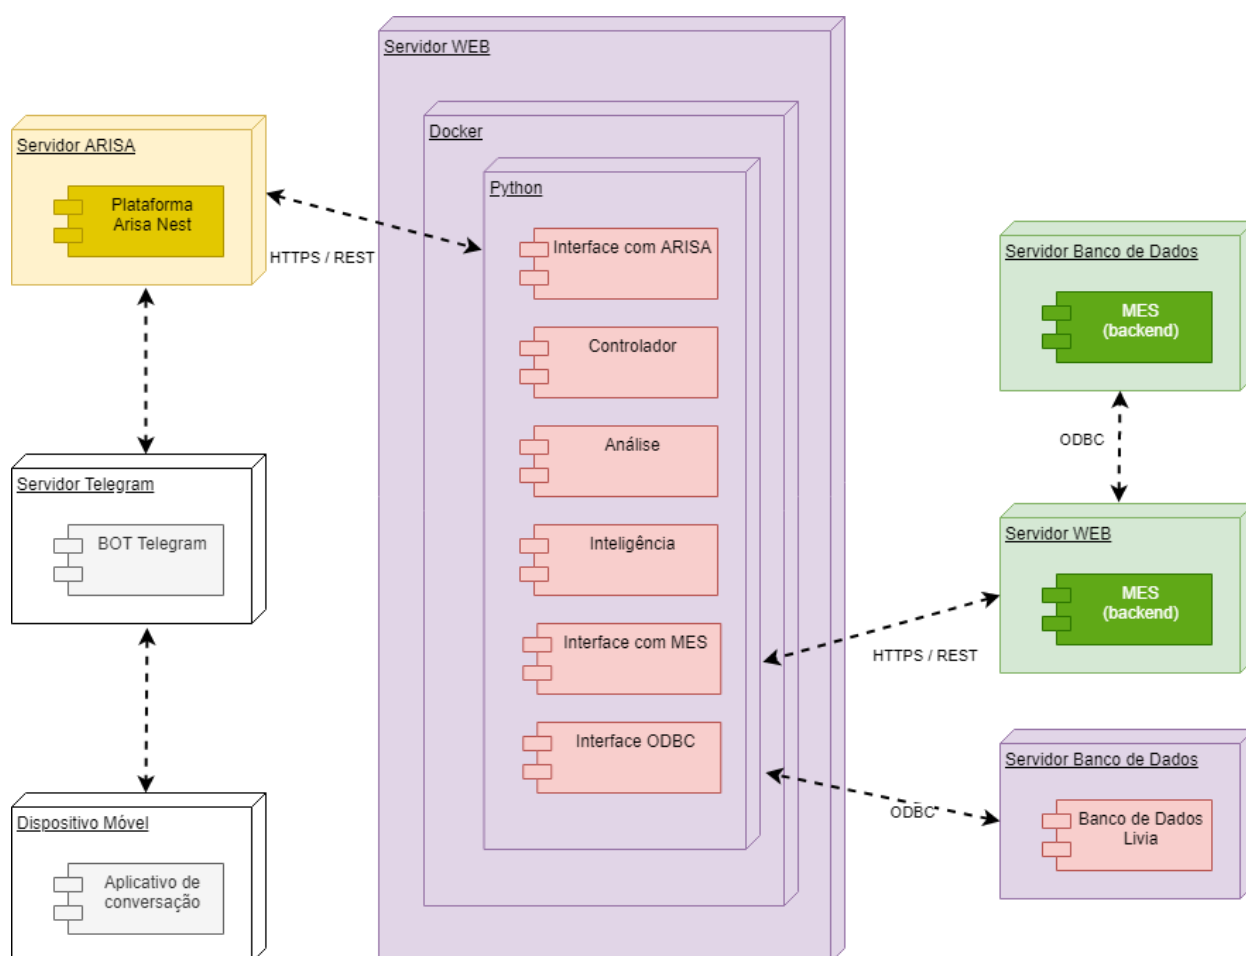 Servidor WEB
Docker
Python
Interface com ARISA
Controlador
Análise
Inteligência
Interface com MES
Interface ODBC
Servidor ARISA
Plataforma
Arisa Nest
HTTPS / REST
Servidor Telegram
BOT Telegram
Dispositivo Móvel
Aplicativo de
conversação
Servidor Banco de Dados
MES
(backend)
ODBC
Servidor WEB
MES
(backend)
HTTPS / REST
Servidor Banco de Dados
Banco de Dados
Livia
ODBC